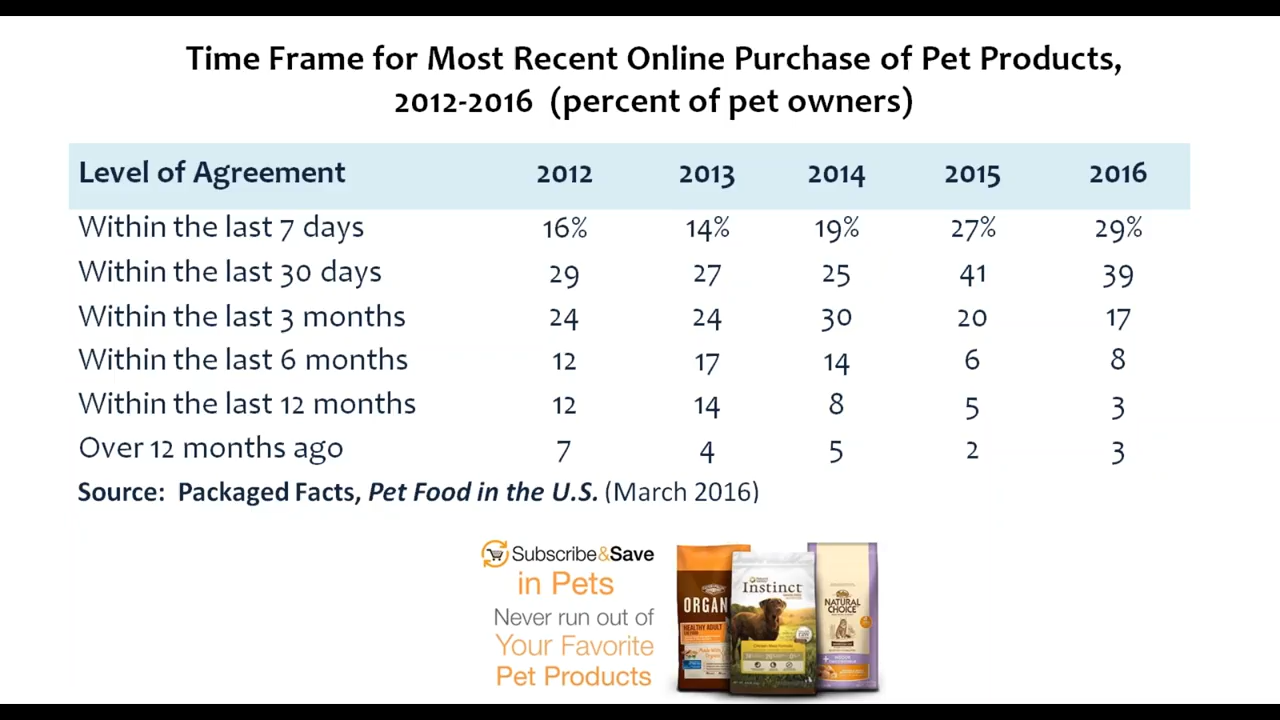 Time Frame for Most Recent Online Purchase of Pet Products,
2012-2016 (percent of pet owners)
Level of Agreement 2012 2013 2014 2015 2016
Within the last 7 days 16% 14% 19% 27% 29%
Within the last 30 days 29 27 25 41 39
Within the last 3 months 24 24 30 20 17
Within the last 6 months 12 17 14 6 8
Within the last 12 months 12 14 8 5 3
Over 12 months ago 7 4 5 2 3
Source: Packaged Facts, Pet Food in the U.S. (March 2016)
Subscribe&Save
in Pets
Never run out of
Your Favorite
Pet Products
ORGAN
HEALTHY ADULT
Instinct
NATURAL
CHOICE